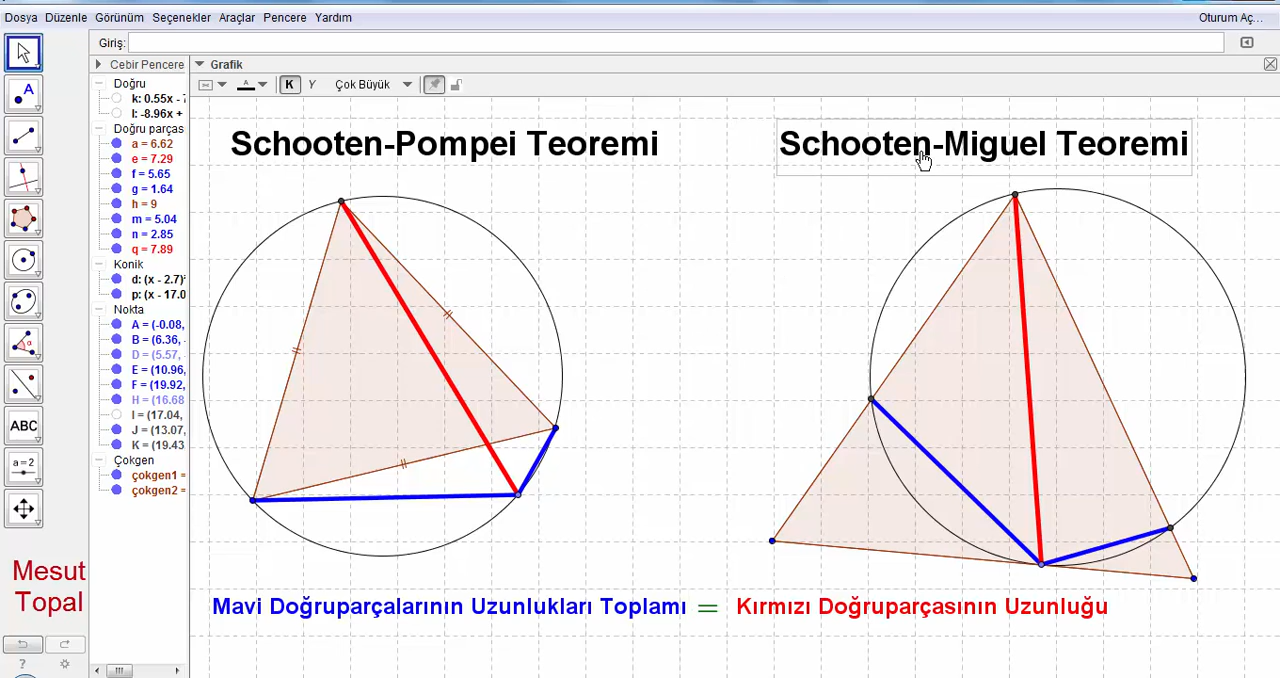 Dosya Düzenle Görünüm Seçenekler Araçlar Pencere Yardım Oturum Aç...
Giriş:
Cebir Pencere Grafik
K Y Çok Büyük
Doğru
k: 0.55x -
l: -8.96x +
Doğru parças
a = 6.62
e = 7.29
f = 5.65
g = 1.64
h = 9
m = 5.04
n = 2.85
q = 7.89
Konik
d: (x - 2.7)²
p: (x - 17.0
Nokta
A = (-0.08,
B = (6.36,
D = (5.57,
E = (10.96,
F = (19.92,
H = (16.68
I = (17.04,
J = (13.07,
K = (19.43
Çokgen
çokgen1 =
çokgen2 =
A
α
ABC
a=2
Mesut
Topal
?
Schooten-Pompei Teoremi
Schooten-Miguel Teoremi
Mavi Doğruparçalarının Uzunlukları Toplamı = Kırmızı Doğruparçasının Uzunluğu